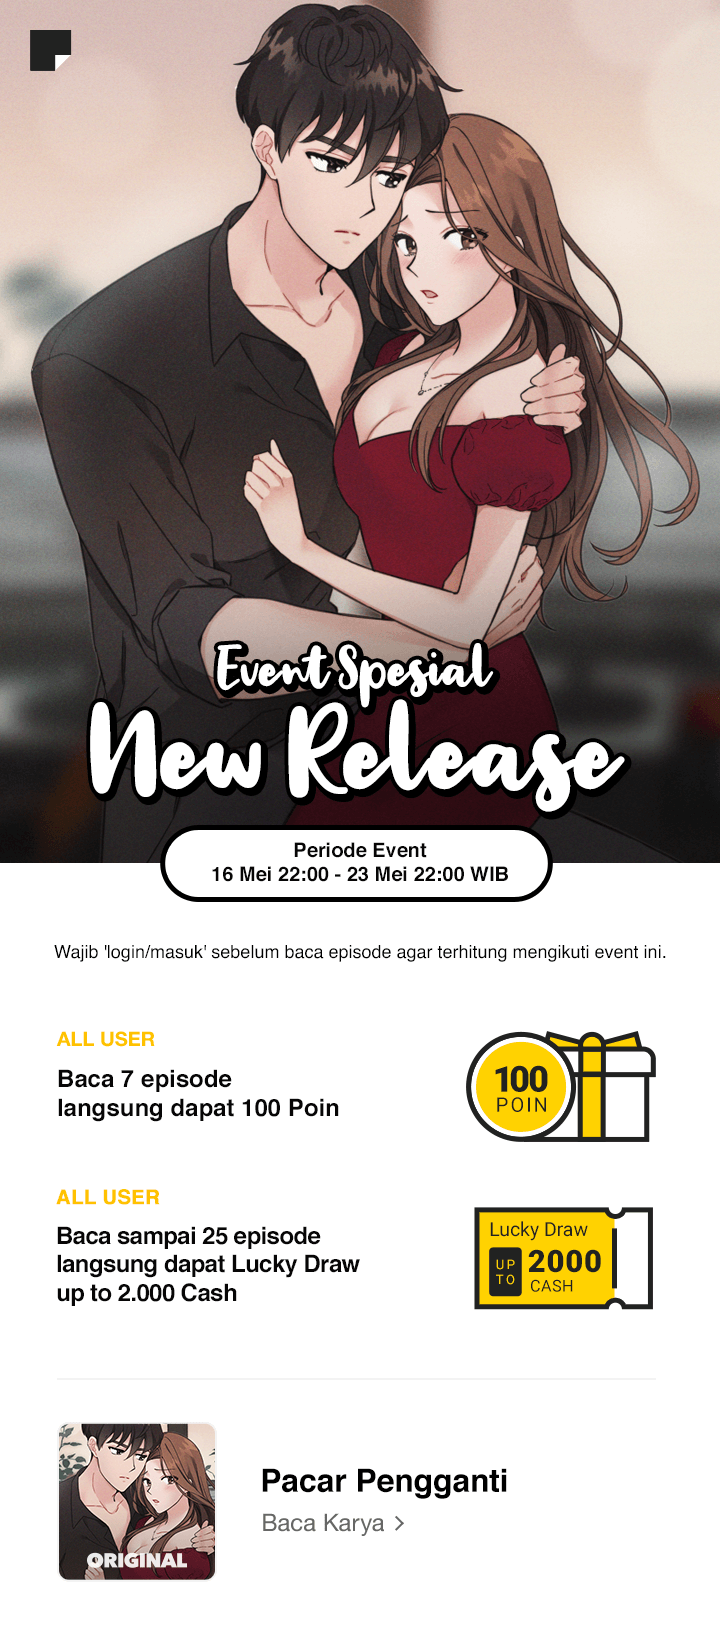 Event Spesial
New Release
Periode Event
16 Mei 22:00 - 23 Mei 22:00 WIB
Wajib 'login/masuk' sebelum baca episode agar terhitung mengikuti event ini.
ALL USER
Baca 7 episode
langsung dapat 100 Poin
100
POIN
ALL USER
Baca sampai 25 episode
langsung dapat Lucky Draw
up to 2.000 Cash
Lucky Draw
UP TO 2000
CASH
ORIGINAL
Pacar Pengganti
Baca Karya >